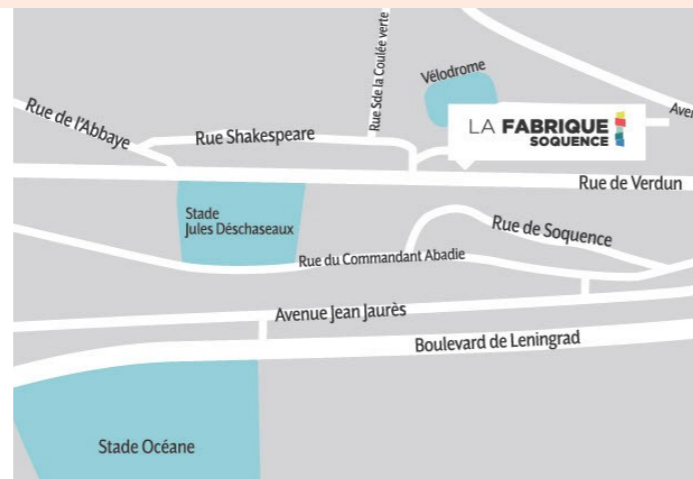 Vélodrome
Rue Sde la Coulée verte
Rue de l'Abbaye
Rue Shakespeare
LA FABRIQUE
SOQUENCE
Aven
Rue de Verdun
Stade
Jules Déschaseaux
Rue de Soquence
Rue du Commandant Abadie
Avenue Jean Jaurès
Boulevard de Leningrad
Stade Océane